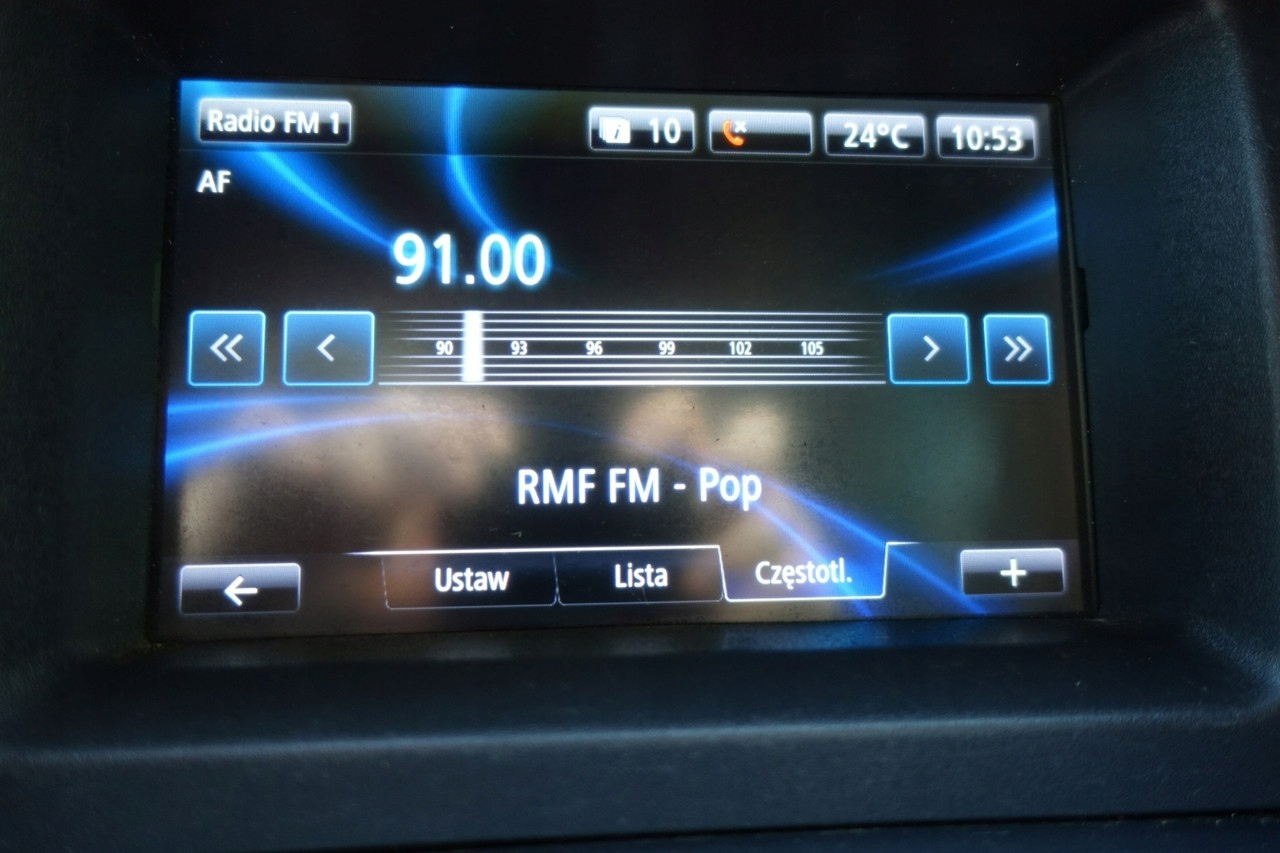 Radio FM 1 10 24°C 10:53
AF
91.00
90 93 96 99 102 105
RMF FM - Pop
Ustaw Lista Częstotl.